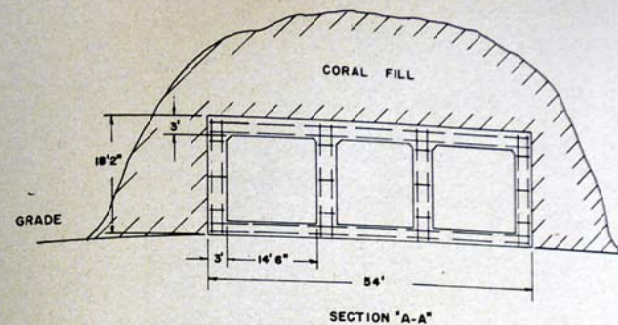 CORAL FILL
3'
18'2"
GRADE
3'
14'6"
54'
SECTION "A-A"